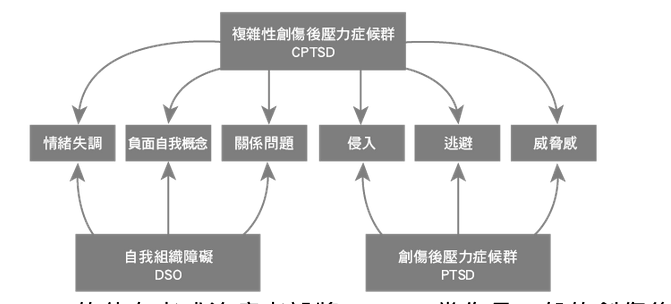 複雜性創傷後壓力症候群
CPTSD
情緒失調
負面自我概念
關係問題
侵入
逃避
威脅感
自我組織障礙
DSO
創傷後壓力症候群
PTSD